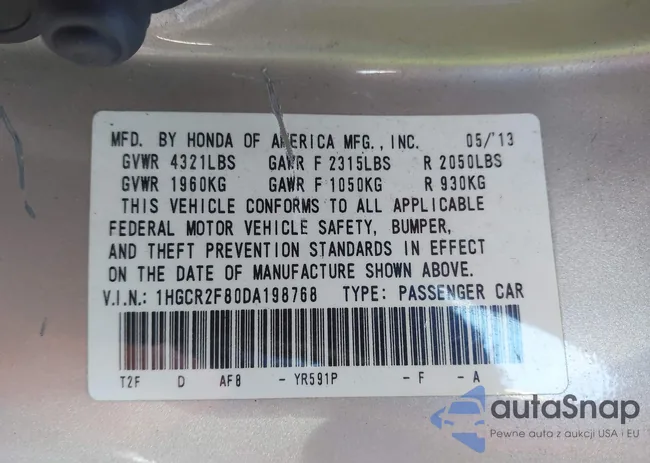 MFD. BY HONDA OF AMERICA MFG., INC. 05/'13
GVWR 4321LBS GAWR F 2315LBS R 2050LBS
GVWR 1960KG GAWR F 1050KG R 930KG
THIS VEHICLE CONFORMS TO ALL APPLICABLE
FEDERAL MOTOR VEHICLE SAFETY, BUMPER,
AND THEFT PREVENTION STANDARDS IN EFFECT
ON THE DATE OF MANUFACTURE SHOWN ABOVE.
V.I.N.: 1HGCR2F80DA198768 TYPE: PASSENGER CAR
T2F D AF8 - YR591P - F - A
autaSnap
Pewne auta z aukcji USA i EU